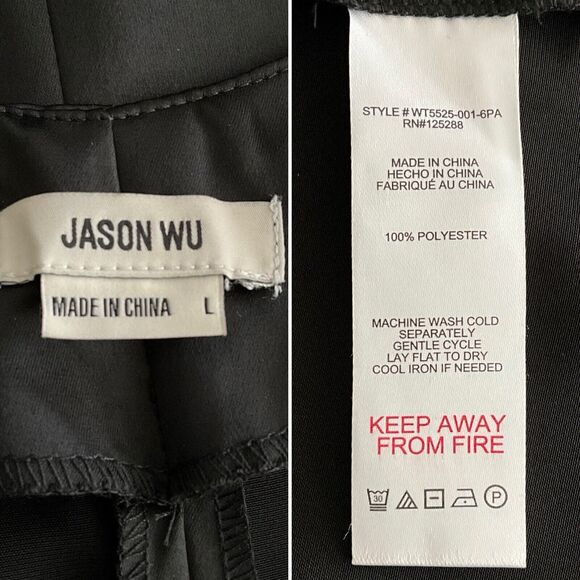 JASON WU
MADE IN CHINA L
STYLE # WT5525-001-6PA
RN#125288
MADE IN CHINA
HECHO IN CHINA
FABRIQUÉ AU CHINA
100% POLYESTER
MACHINE WASH COLD
SEPARATELY
GENTLE CYCLE
LAY FLAT TO DRY
COOL IRON IF NEEDED
KEEP AWAY
FROM FIRE
30 P